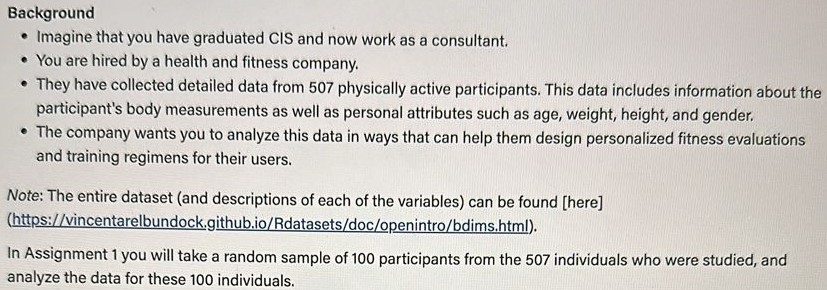 Background
• Imagine that you have graduated CIS and now work as a consultant.
• You are hired by a health and fitness company.
• They have collected detailed data from 507 physically active participants. This data includes information about the
participant's body measurements as well as personal attributes such as age, weight, height, and gender.
• The company wants you to analyze this data in ways that can help them design personalized fitness evaluations
and training regimens for their users.
Note: The entire dataset (and descriptions of each of the variables) can be found [here]
(https://vincentarelbundock.github.io/Rdatasets/doc/openintro/bdims.html).
In Assignment 1 you will take a random sample of 100 participants from the 507 individuals who were studied, and
analyze the data for these 100 individuals.